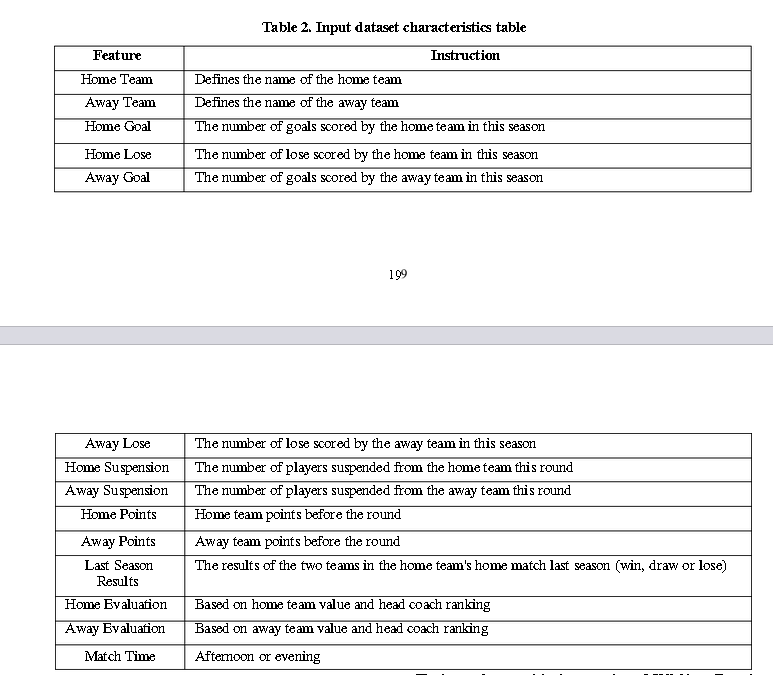 Table 2. Input dataset characteristics table
Feature Instruction
Home Team Defines the name of the home team
Away Team Defines the name of the away team
Home Goal The number of goals scored by the home team in this season
Home Lose The number of lose scored by the home team in this season
Away Goal The number of goals scored by the away team in this season
199
Away Lose The number of lose scored by the away team in this season
Home Suspension The number of players suspended from the home team this round
Away Suspension The number of players suspended from the away team this round
Home Points Home team points before the round
Away Points Away team points before the round
Last Season The results of the two teams in the home team's home match last season (win, draw or lose)
Results
Home Evaluation Based on home team value and head coach ranking
Away Evaluation Based on away team value and head coach ranking
Match Time Afternoon or evening